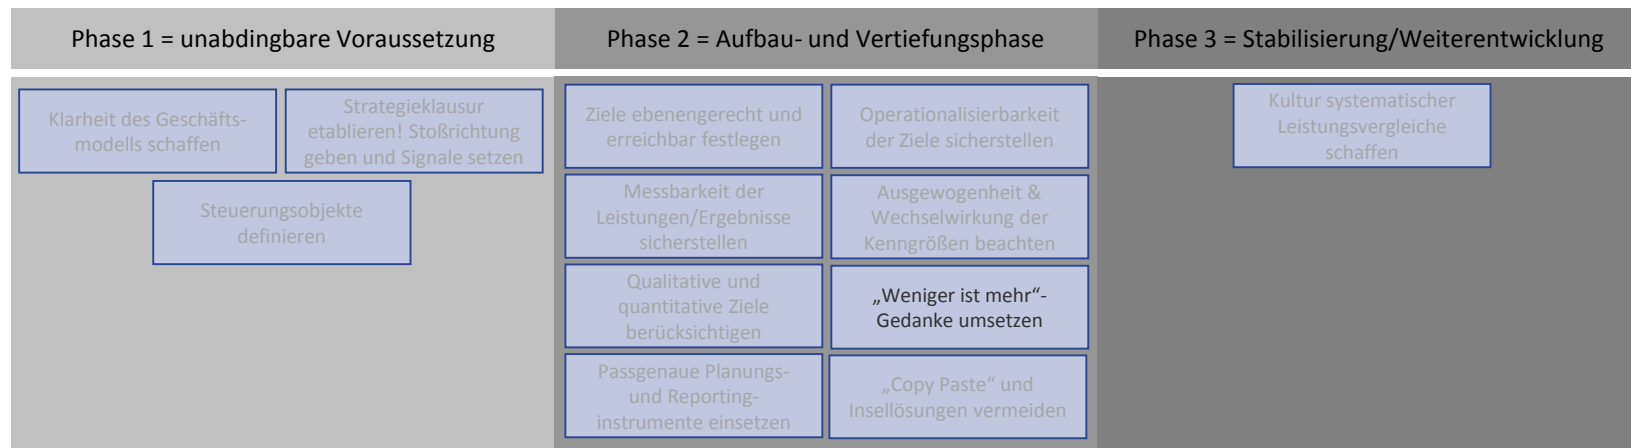 Phase 1 = unabdingbare Voraussetzung
Phase 2 = Aufbau- und Vertiefungsphase
Phase 3 = Stabilisierung/Weiterentwicklung
Klarheit des Geschäfts-
modells schaffen
Strategieklausur
etablieren! Stoßrichtung
geben und Signale setzen
Steuerungsobjekte
definieren
Ziele ebenengerecht und
erreichbar festlegen
Operationalisierbarkeit
der Ziele sicherstellen
Messbarkeit der
Leistungen/Ergebnisse
sicherstellen
Ausgewogenheit &
Wechselwirkung der
Kenngrößen beachten
Qualitative und
quantitative Ziele
berücksichtigen
„Weniger ist mehr“-
Gedanke umsetzen
Passgenaue Planungs-
und Reporting-
instrumente einsetzen
„Copy Paste“ und
Insellösungen vermeiden
Kultur systematischer
Leistungsvergleiche
schaffen